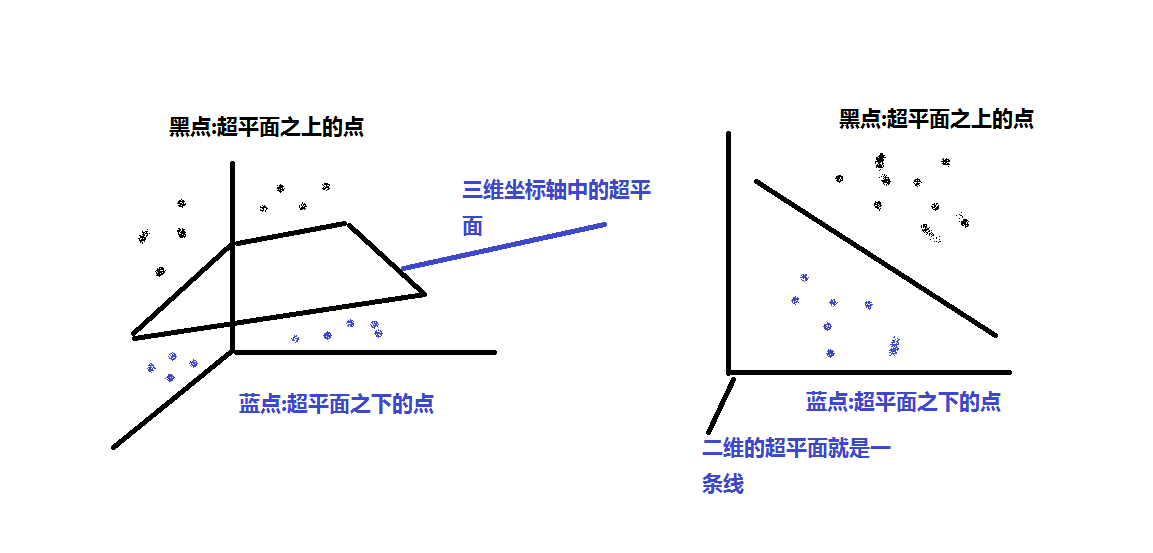 黑点:超平面之上的点
三维坐标轴中的超平
面
蓝点:超平面之下的点
黑点:超平面之上的点
蓝点:超平面之下的点
二维的超平面就是一
条线